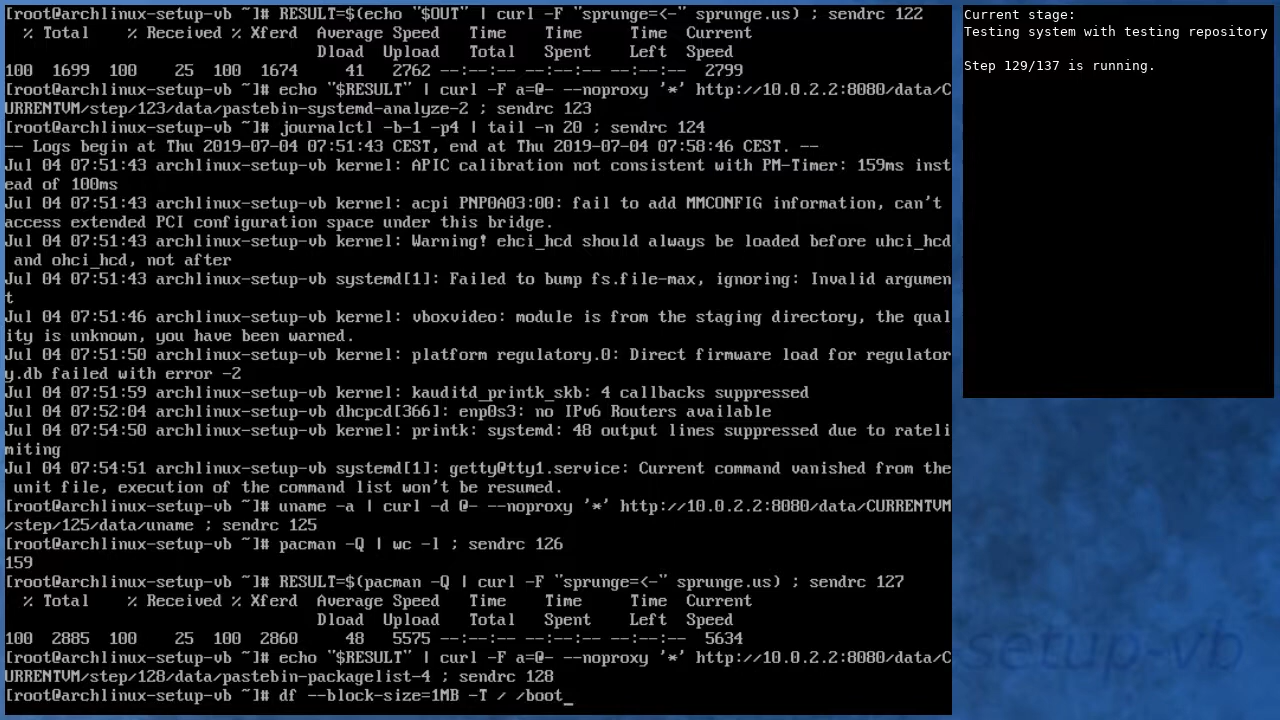 [root@archlinux-setup-vb ~]# RESULT=$(echo "$OUT" | curl -F "sprunge=<-" sprunge.us) ; sendrc 122
  % Total    % Received % Xferd  Average Speed   Time    Time     Time  Current
                                 Dload  Upload   Total   Spent    Left  Speed
100  1699  100    25  100  1674     41   2762 --:--:-- --:--:-- --:--:--  2799
[root@archlinux-setup-vb ~]# echo "$RESULT" | curl -F a=@- --noproxy '*' http://10.0.2.2:8080/data/C
URRENTVM/step/123/data/pastebin-systemd-analyze-2 ; sendrc 123
[root@archlinux-setup-vb ~]# journalctl -b-1 -p4 | tail -n 20 ; sendrc 124
-- Logs begin at Thu 2019-07-04 07:51:43 CEST, end at Thu 2019-07-04 07:58:46 CEST. --
Jul 04 07:51:43 archlinux-setup-vb kernel: APIC calibration not consistent with PM-Timer: 159ms inst
ead of 100ms
Jul 04 07:51:43 archlinux-setup-vb kernel: acpi PNP0A03:00: fail to add MMCONFIG information, can't
access extended PCI configuration space under this bridge.
Jul 04 07:51:43 archlinux-setup-vb kernel: Warning! ehci_hcd should always be loaded before uhci_hcd
 and ohci_hcd, not after
Jul 04 07:51:43 archlinux-setup-vb systemd[1]: Failed to bump fs.file-max, ignoring: Invalid argumen
t
Jul 04 07:51:46 archlinux-setup-vb kernel: vboxvideo: module is from the staging directory, the qual
ity is unknown, you have been warned.
Jul 04 07:51:50 archlinux-setup-vb kernel: platform regulatory.0: Direct firmware load for regulator
y.db failed with error -2
Jul 04 07:51:59 archlinux-setup-vb kernel: kauditd_printk_skb: 4 callbacks suppressed
Jul 04 07:52:04 archlinux-setup-vb dhcpcd[366]: enp0s3: no IPv6 Routers available
Jul 04 07:54:50 archlinux-setup-vb kernel: printk: systemd: 48 output lines suppressed due to rateli
miting
Jul 04 07:54:51 archlinux-setup-vb systemd[1]: getty@tty1.service: Current command vanished from the
 unit file, execution of the command list won't be resumed.
[root@archlinux-setup-vb ~]# uname -a | curl -d @- --noproxy '*' http://10.0.2.2:8080/data/CURRENTVM
/step/125/data/uname ; sendrc 125
[root@archlinux-setup-vb ~]# pacman -Q | wc -l ; sendrc 126
159
[root@archlinux-setup-vb ~]# RESULT=$(pacman -Q | curl -F "sprunge=<-" sprunge.us) ; sendrc 127
  % Total    % Received % Xferd  Average Speed   Time    Time     Time  Current
                                 Dload  Upload   Total   Spent    Left  Speed
100  2885  100    25  100  2860     48   5575 --:--:-- --:--:-- --:--:--  5634
[root@archlinux-setup-vb ~]# echo "$RESULT" | curl -F a=@- --noproxy '*' http://10.0.2.2:8080/data/C
URRENTVM/step/128/data/pastebin-packagelist-4 ; sendrc 128
[root@archlinux-setup-vb ~]# df --block-size=1MB -T / /boot_
Current stage:
Testing system with testing repository
Step 129/137 is running.
setup-vb